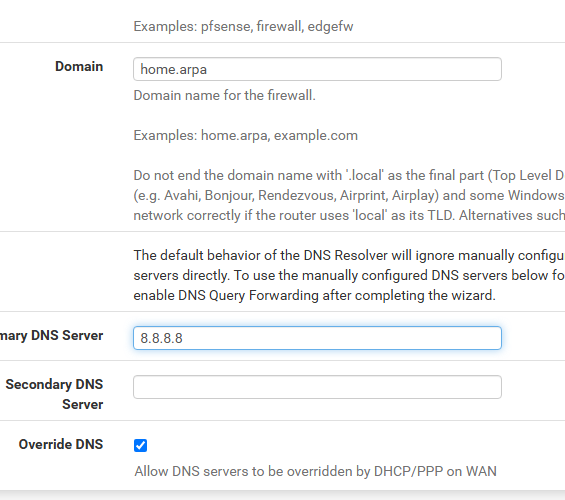 Examples: pfsense, firewall, edgefw
Domain
home.arpa
Domain name for the firewall.
Examples: home.arpa, example.com
Do not end the domain name with '.local' as the final part (Top Level D
(e.g. Avahi, Bonjour, Rendezvous, Airprint, Airplay) and some Windows
network correctly if the router uses 'local' as its TLD. Alternatives such
The default behavior of the DNS Resolver will ignore manually configu
servers directly. To use the manually configured DNS servers below fo
enable DNS Query Forwarding after completing the wizard.
mary DNS Server
8.8.8.8
Secondary DNS
Server
Override DNS
Allow DNS servers to be overridden by DHCP/PPP on WAN